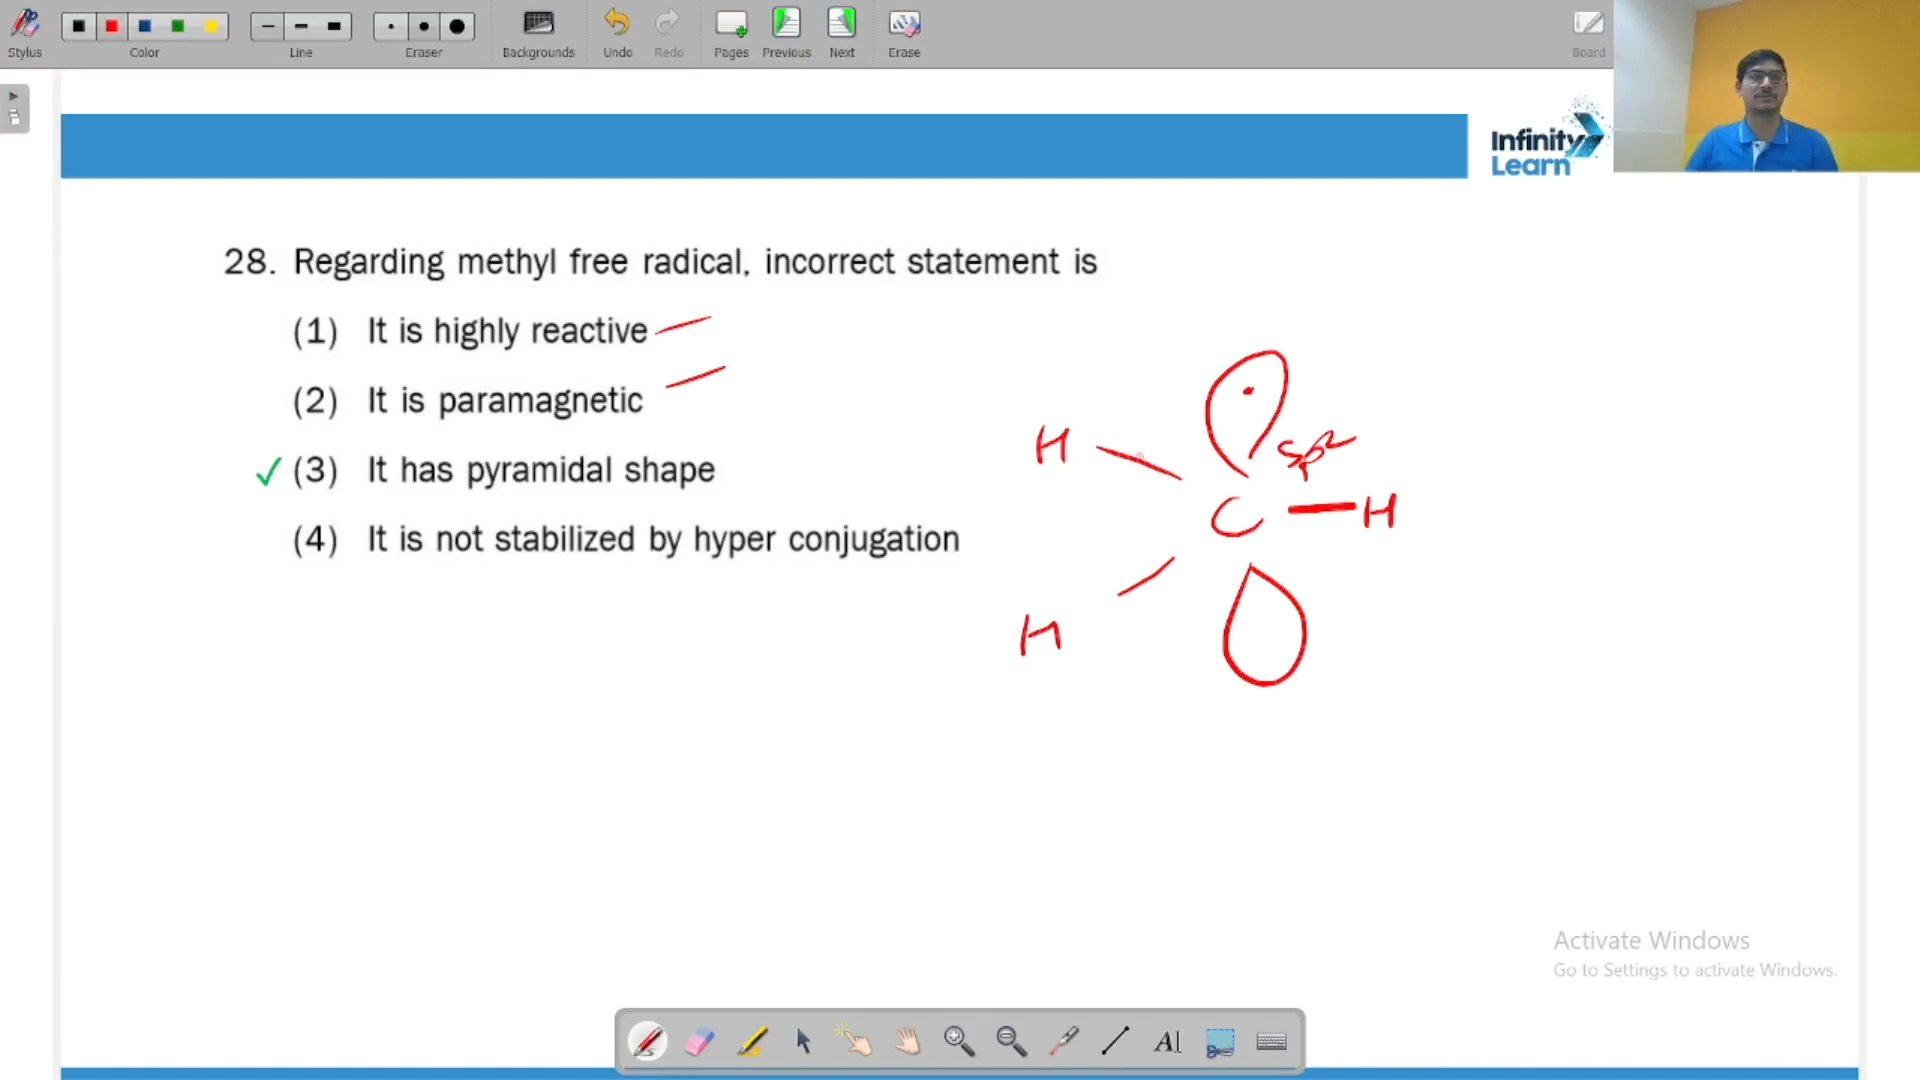 Stylus
Color
Line
Eraser
Backgrounds
Undo
Redo
Pages
Previous
Next
Erase
Board
Infinity
Learn
28. Regarding methyl free radical, incorrect statement is
(1) It is highly reactive
(2) It is paramagnetic
✓ (3) It has pyramidal shape
(4) It is not stabilized by hyper conjugation
H
sp²
C
H
H
Activate Windows
Go to Settings to activate Windows.
AI